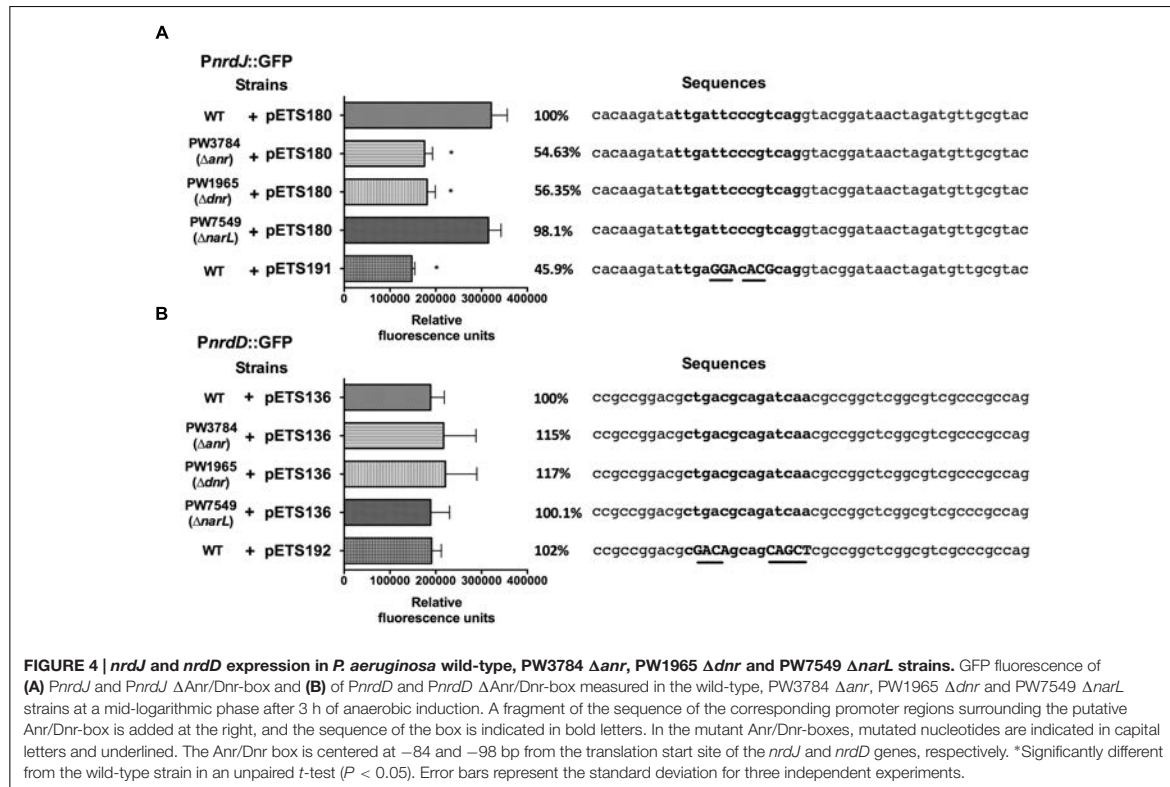 A
PnrdJ::GFP
Strains
Sequences
WT + pETS180 100% cacaagatattgattcccgtcaggtacggataactagatgttgcgtac
PW3784 (Δanr) + pETS180 * 54.63% cacaagatattgattcccgtcaggtacggataactagatgttgcgtac
PW1965 (Δdnr) + pETS180 * 56.35% cacaagatattgattcccgtcaggtacggataactagatgttgcgtac
PW7549 (ΔnarL) + pETS180 98.1% cacaagatattgattcccgtcaggtacggataactagatgttgcgtac
WT + pETS191 * 45.9% cacaagatattgaGGAcACGcaggtacggataactagatgttgcgtac
0 100000 200000 300000 400000
Relative
fluorescence units
B
PnrdD::GFP
Strains
Sequences
WT + pETS136 100% ccgccggacgctgacgcagatcaacgccggctcggcgtcgcccgccag
PW3784 (Δanr) + pETS136 115% ccgccggacgctgacgcagatcaacgccggctcggcgtcgcccgccag
PW1965 (Δdnr) + pETS136 117% ccgccggacgctgacgcagatcaacgccggctcggcgtcgcccgccag
PW7549 (ΔnarL) + pETS136 100.1% ccgccggacgctgacgcagatcaacgccggctcggcgtcgcccgccag
WT + pETS192 102% ccgccggacgcGACAgcagCAGCTcgccggctcggcgtcgcccgccag
0 100000 200000 300000 400000
Relative
fluorescence units
FIGURE 4 | nrdJ and nrdD expression in P. aeruginosa wild-type, PW3784 Δanr, PW1965 Δdnr and PW7549 ΔnarL strains. GFP fluorescence of
(A) PnrdJ and PnrdJ ΔAnr/Dnr-box and (B) of PnrdD and PnrdD ΔAnr/Dnr-box measured in the wild-type, PW3784 Δanr, PW1965 Δdnr and PW7549 ΔnarL
strains at a mid-logarithmic phase after 3 h of anaerobic induction. A fragment of the sequence of the corresponding promoter regions surrounding the putative
Anr/Dnr-box is added at the right, and the sequence of the box is indicated in bold letters. In the mutant Anr/Dnr-boxes, mutated nucleotides are indicated in capital
letters and underlined. The Anr/Dnr box is centered at −84 and −98 bp from the translation start site of the nrdJ and nrdD genes, respectively. *Significantly different
from the wild-type strain in an unpaired t-test (P < 0.05). Error bars represent the standard deviation for three independent experiments.